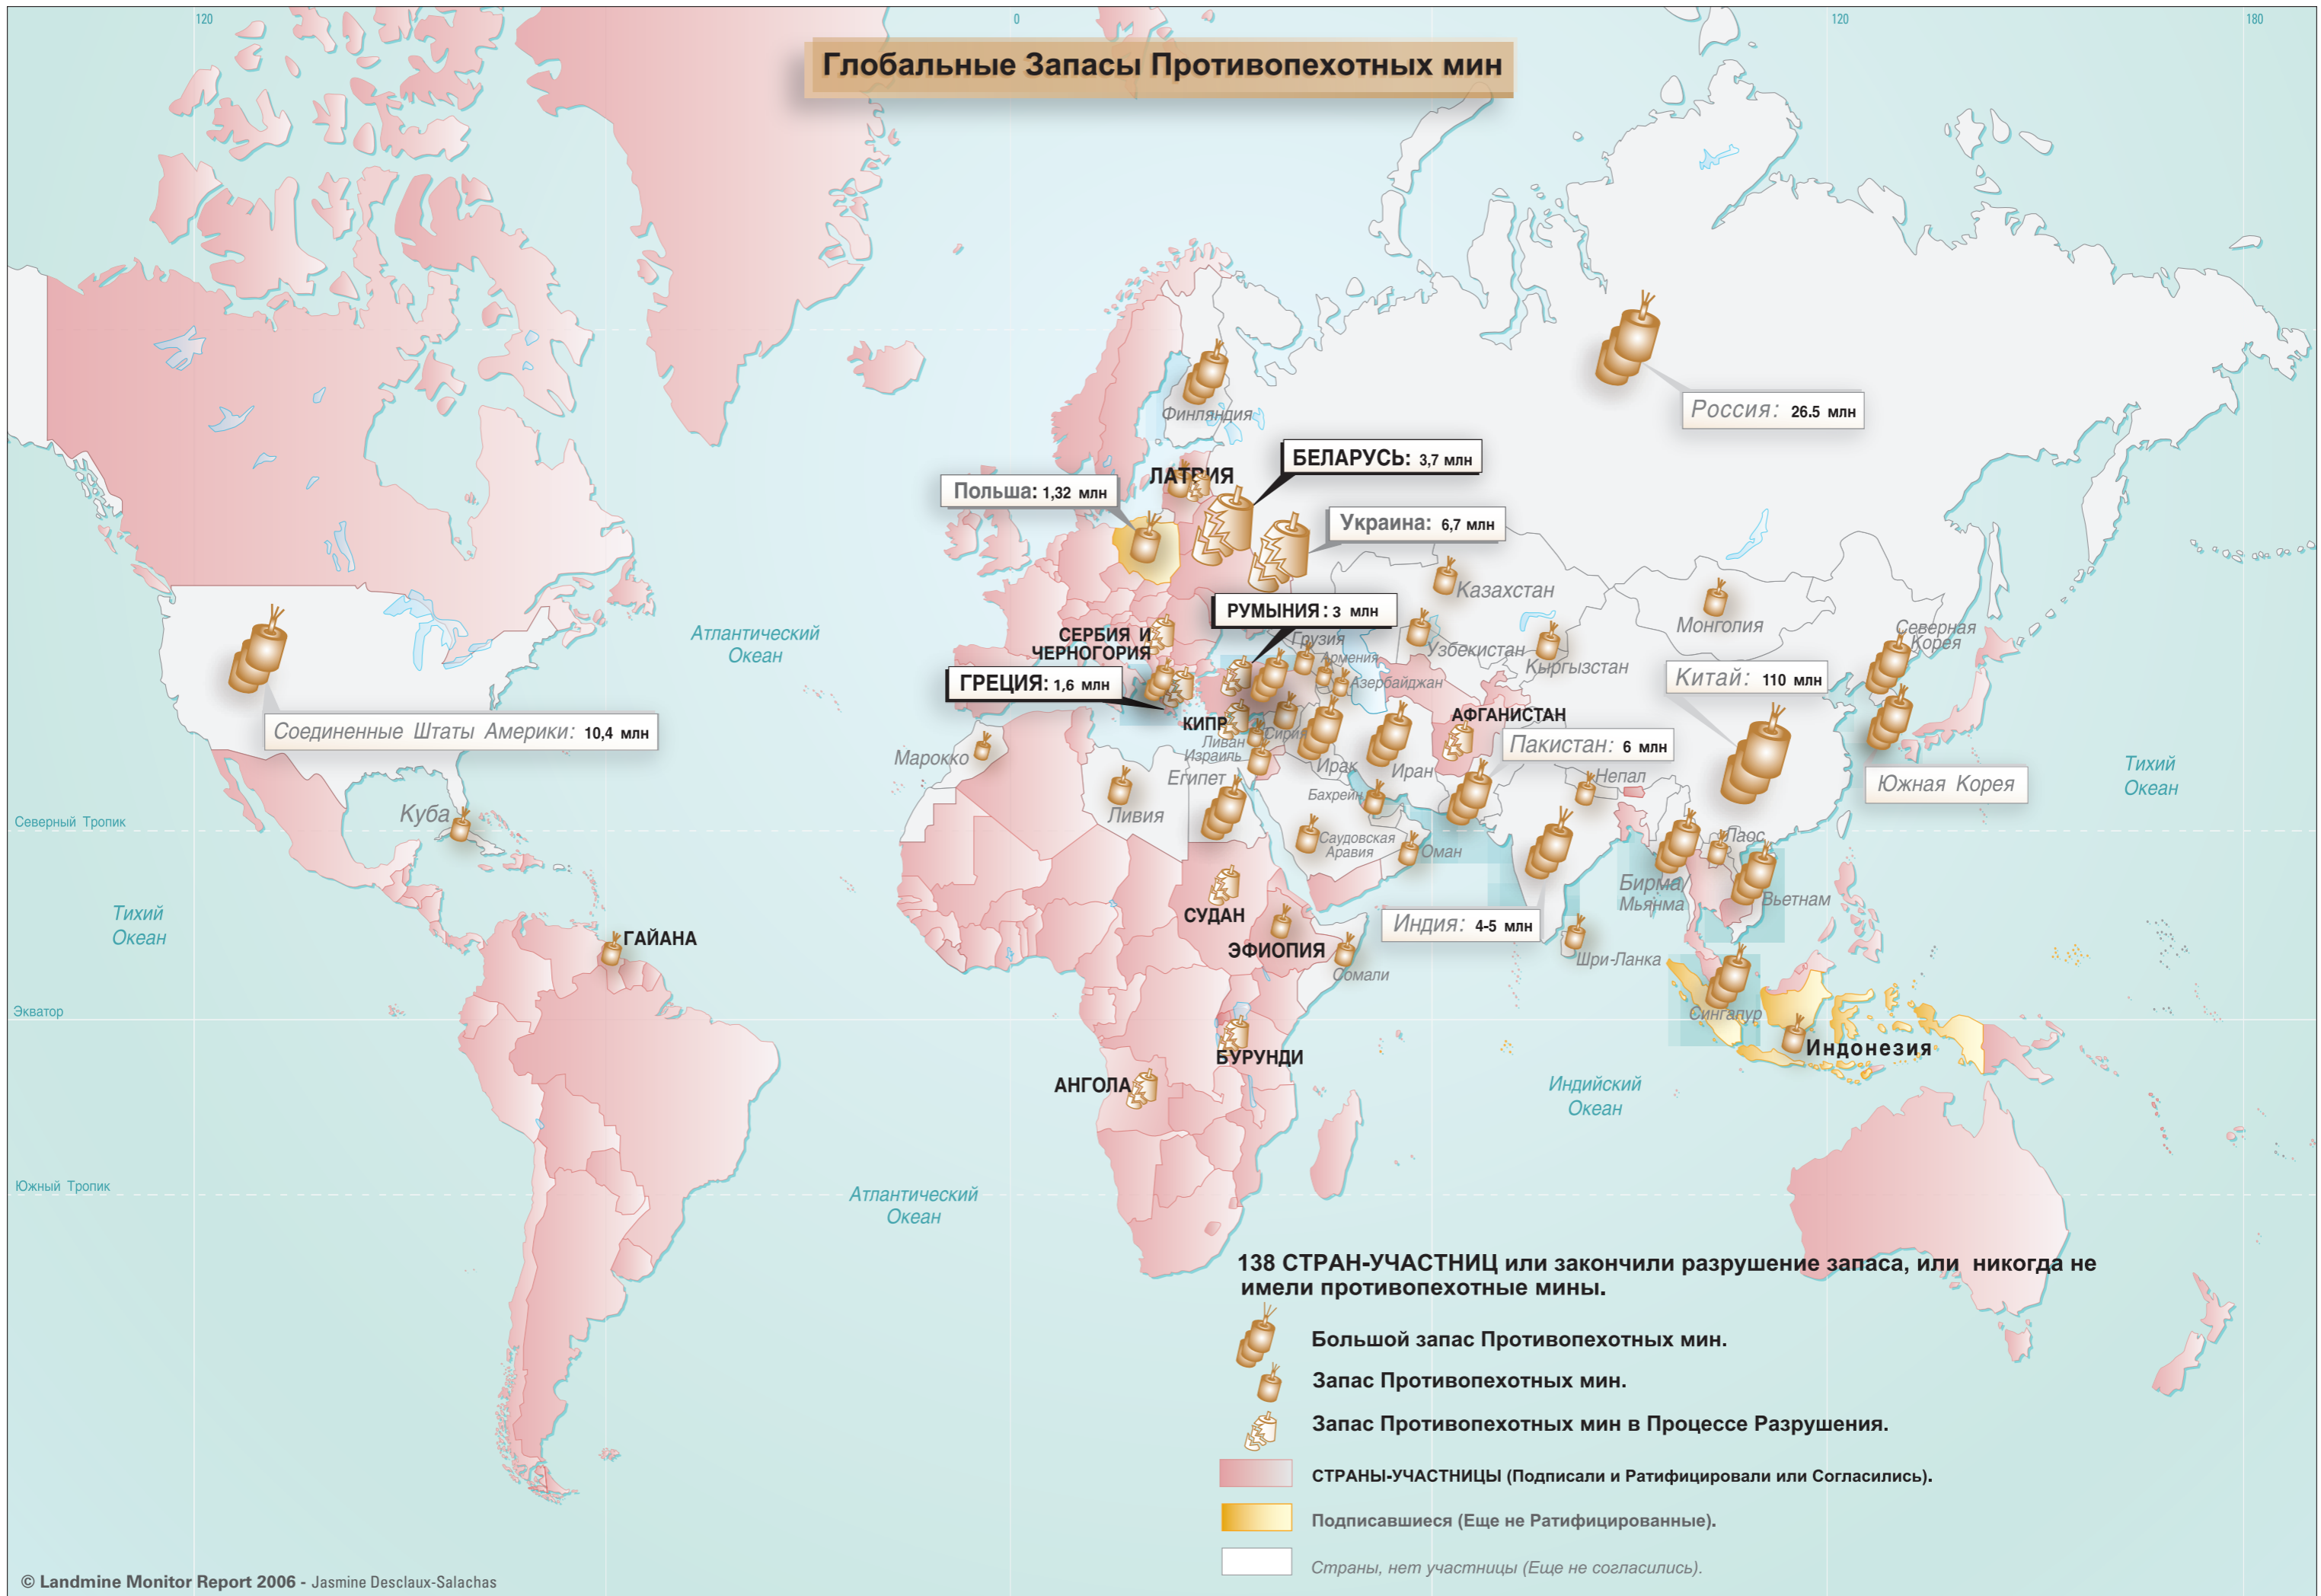 120
0
120
180
Глобальные Запасы Противопехотных мин
Россия: 26.5 млн
Финляндия
БЕЛАРУСЬ: 3,7 млн
ЛАТВИЯ
Польша: 1,32 млн
Украина: 6,7 млн
Казахстан
РУМЫНИЯ: 3 млн
Монголия
Атлантический
Океан
СЕРБИЯ И
ЧЕРНОГОРИЯ
Грузия
Узбекистан
Северная
Корея
Армения
Кыргызстан
ГРЕЦИЯ: 1,6 млн
Азербайджан
Китай: 110 млн
Соединенные Штаты Америки: 10,4 млн
КИПР
АФГАНИСТАН
Сирия
Ливан
Израиль
Пакистан: 6 млн
Марокко
Египет
Ирак
Иран
Непал
Южная Корея
Тихий
Океан
Бахрейн
Куба
Ливия
Северный Тропик
Саудовская
Аравия
Оман
Лаос
Бирма/
Мьянма
Вьетнам
Тихий
Океан
СУДАН
Индия: 4-5 млн
ГАЙАНА
ЭФИОПИЯ
Сомали
Шри-Ланка
Экватор
Сингапур
Индонезия
БУРУНДИ
АНГОЛА
Индийский
Океан
Южный Тропик
Атлантический
Океан
138 СТРАН-УЧАСТНИЦ или закончили разрушение запаса, или никогда не
имели противопехотные мины.
Большой запас Противопехотных мин.
Запас Противопехотных мин.
Запас Противопехотных мин в Процессе Разрушения.
СТРАНЫ-УЧАСТНИЦЫ (Подписали и Ратифицировали или Согласились).
Подписавшиеся (Еще не Ратифицированные).
Страны, нет участницы (Еще не согласились).
© Landmine Monitor Report 2006 - Jasmine Desclaux-Salachas